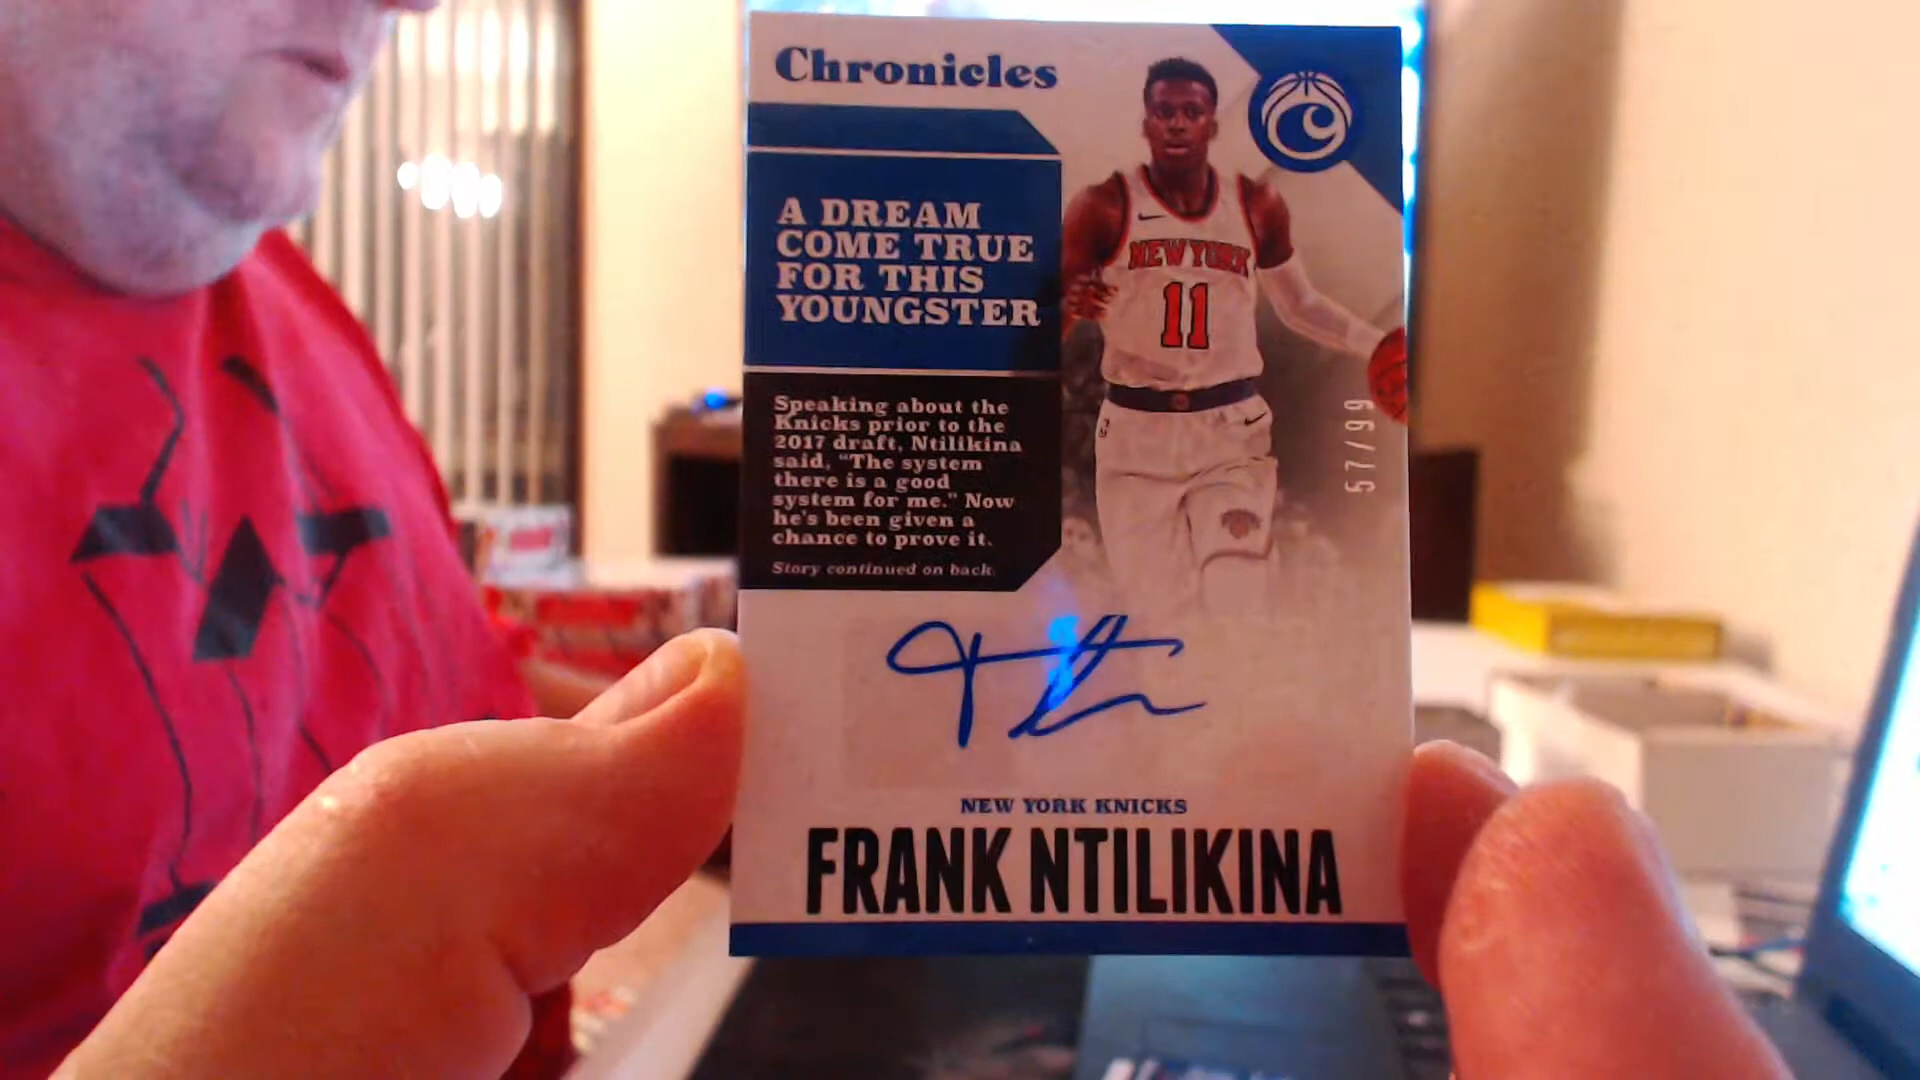 Chronicles
A DREAM
COME TRUE
FOR THIS
YOUNGSTER
NEW YORK
11
Speaking about the
Knicks prior to the
2017 draft, Ntilikina
said, "The system
there is a good
system for me." Now
he's been given a
chance to prove it.
Story continued on back.
57/99
NEW YORK KNICKS
FRANK NTILIKINA